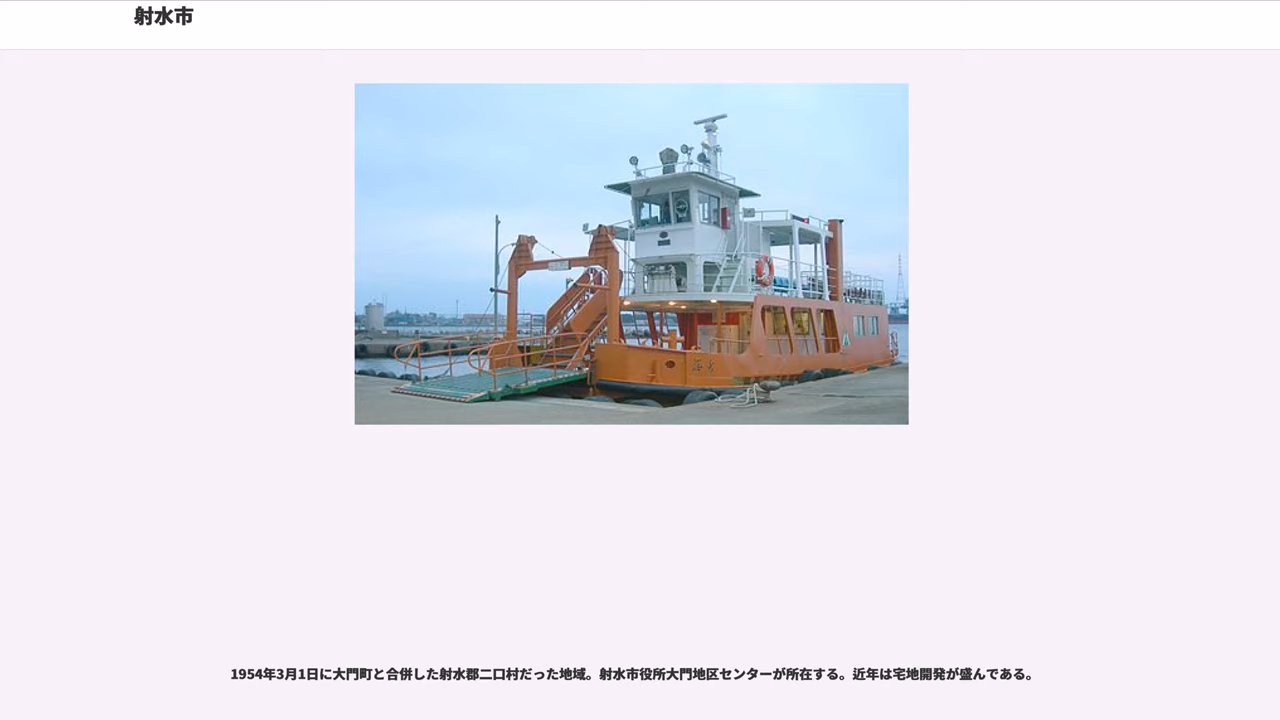 射水市
1954年3月1日に大門町と合併した射水郡二口村だった地域。射水市役所大門地区センターが所在する。近年は宅地開発が盛んである。